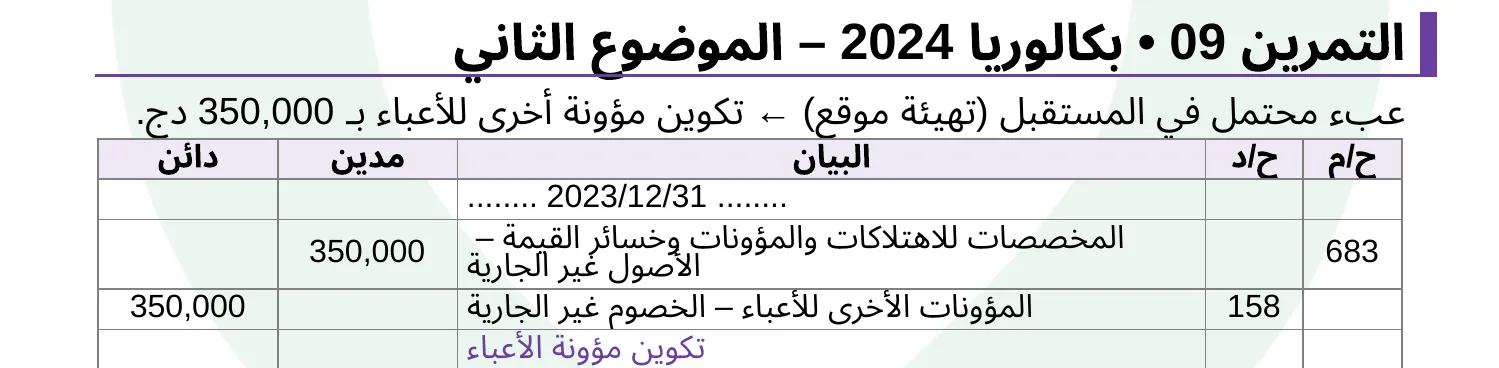 التمرين 09 • بكالوريا 2024 – الموضوع الثاني
عبء محتمل في المستقبل (تهيئة موقع) ← تكوين مؤونة أخرى للأعباء بـ 350,000 دج.
ح/م ح/د البيان مدين دائن
........ 2023/12/31 ........
683 المخصصات للاهتلاكات والمؤونات وخسائر القيمة – 350,000
الأصول غير الجارية
158 المؤونات الأخرى للأعباء – الخصوم غير الجارية 350,000
تكوين مؤونة الأعباء